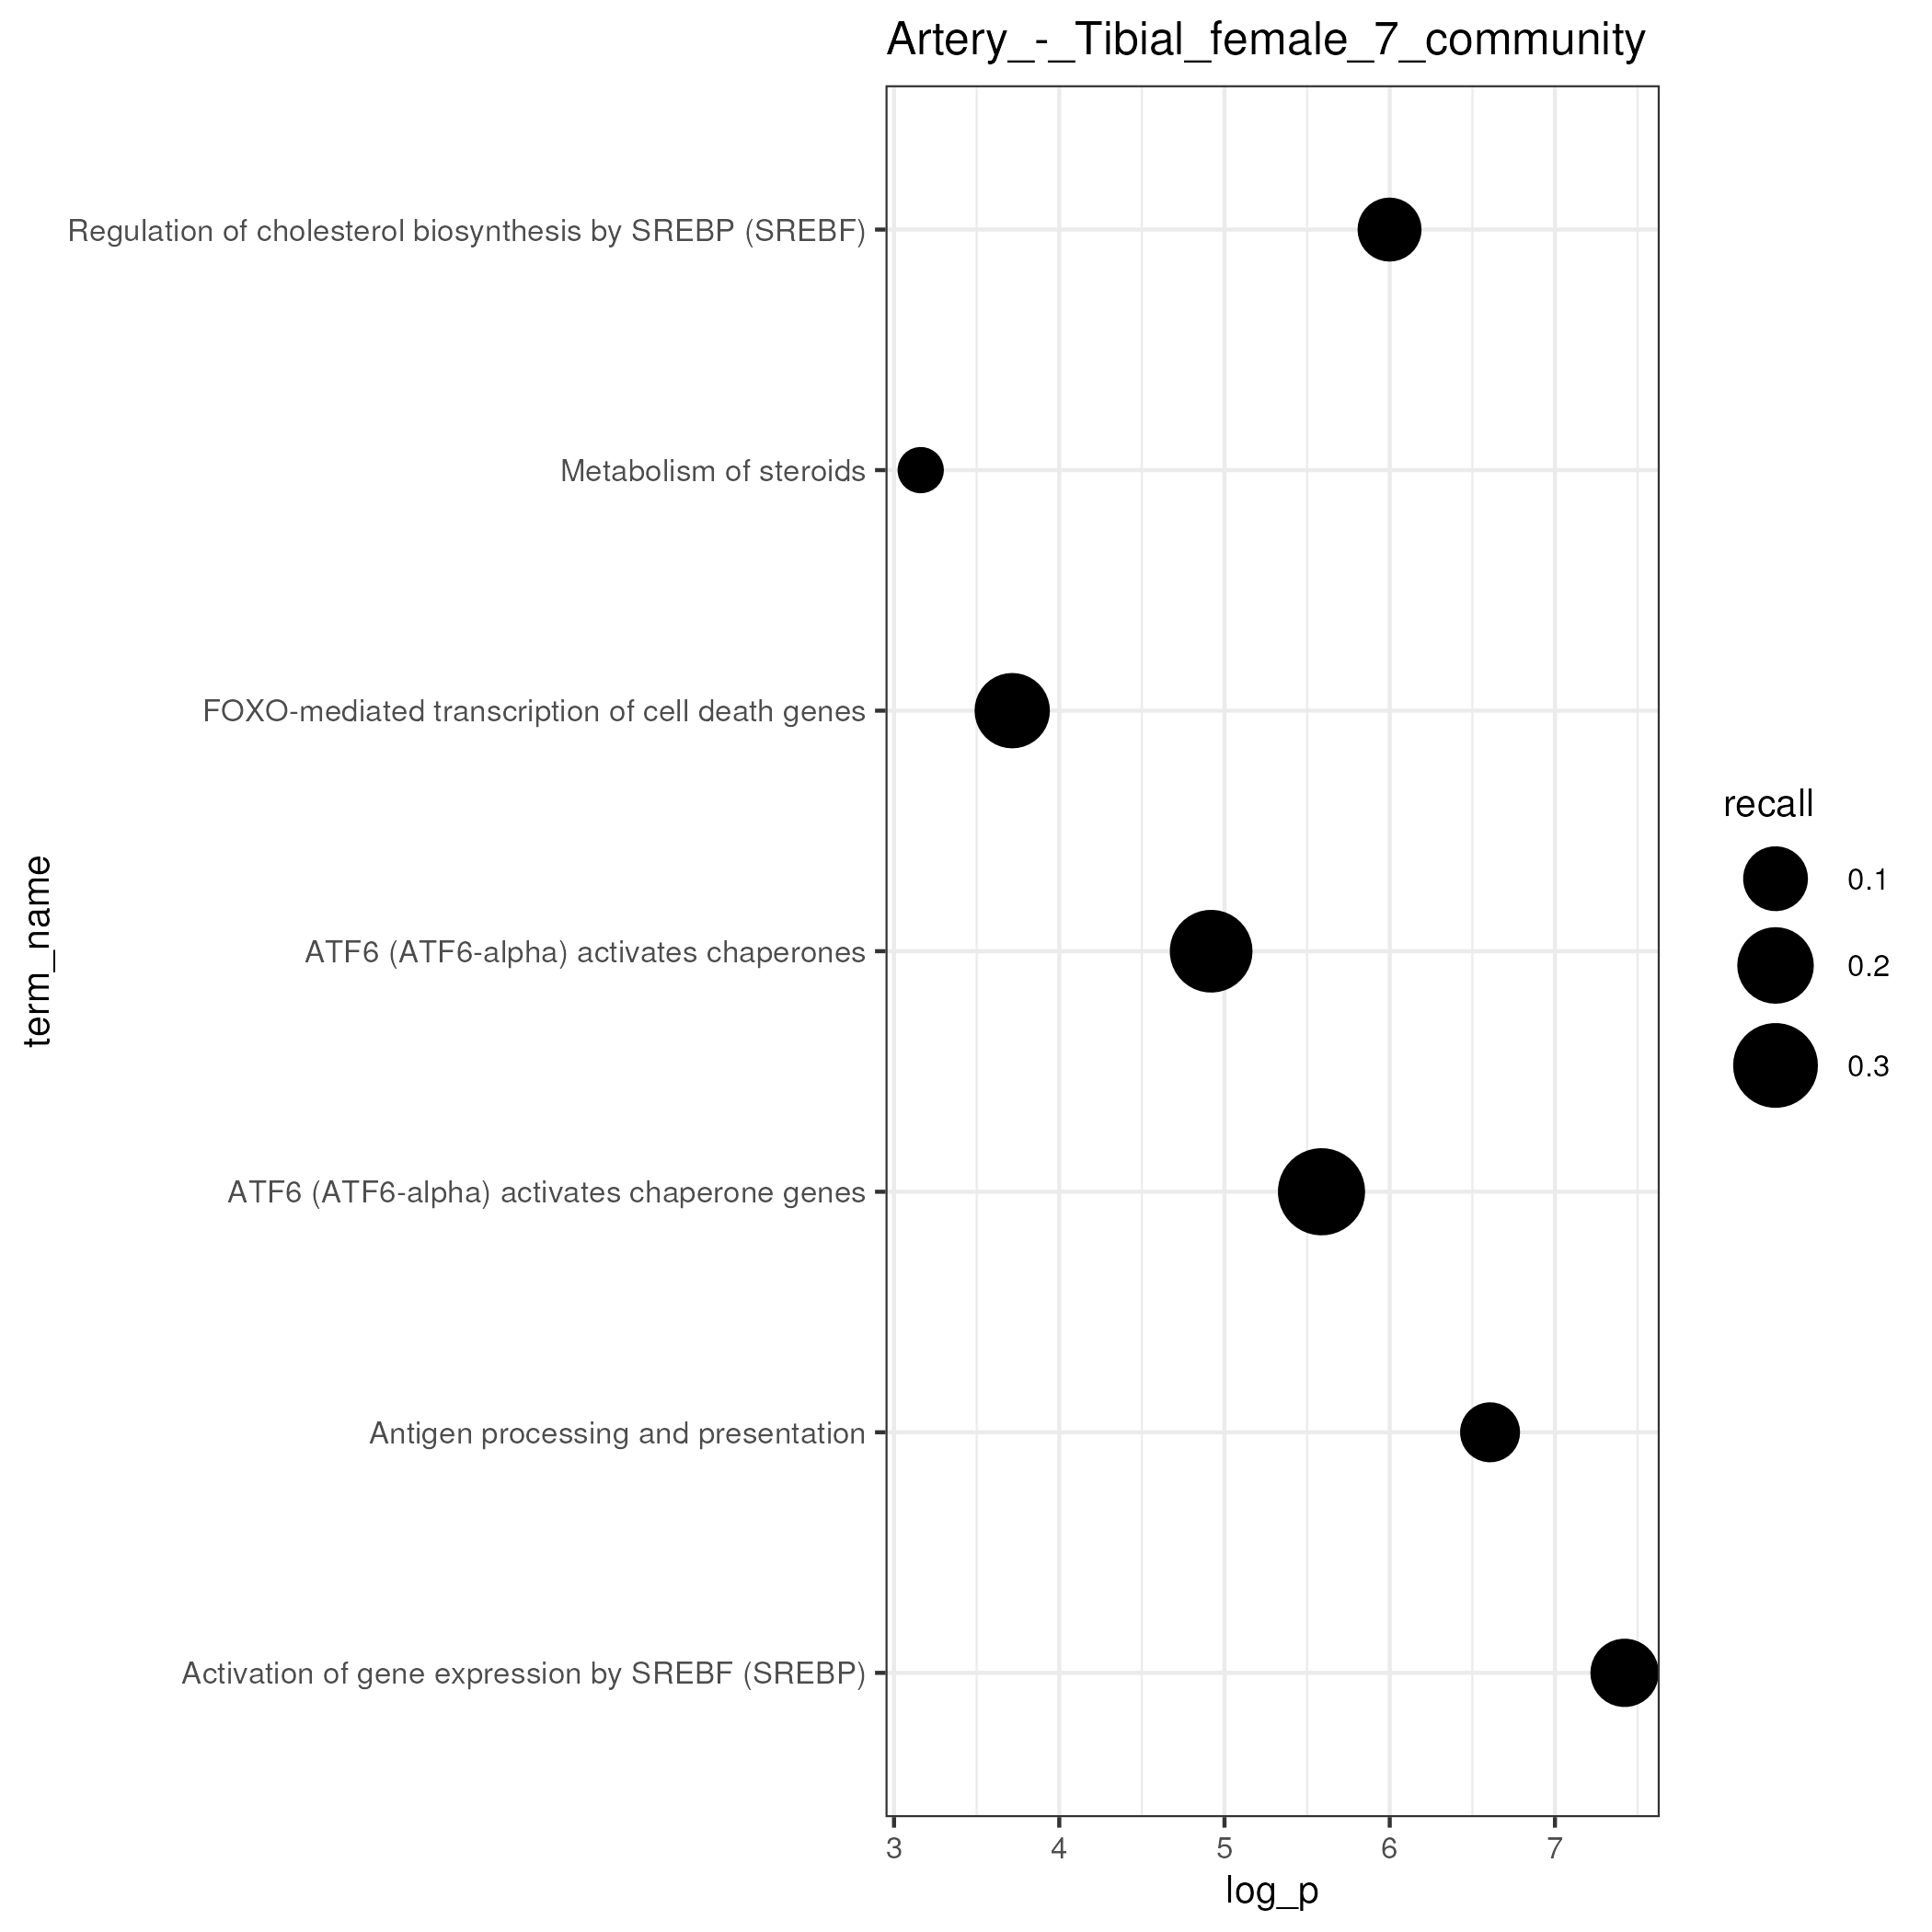 Artery_-_Tibial_female_7_community
Regulation of cholesterol biosynthesis by SREBP (SREBF)
Metabolism of steroids
FOXO-mediated transcription of cell death genes
ATF6 (ATF6-alpha) activates chaperones
ATF6 (ATF6-alpha) activates chaperone genes
Antigen processing and presentation
Activation of gene expression by SREBF (SREBP)
term_name
3 4 5 6 7
log_p
recall
0.1
0.2
0.3